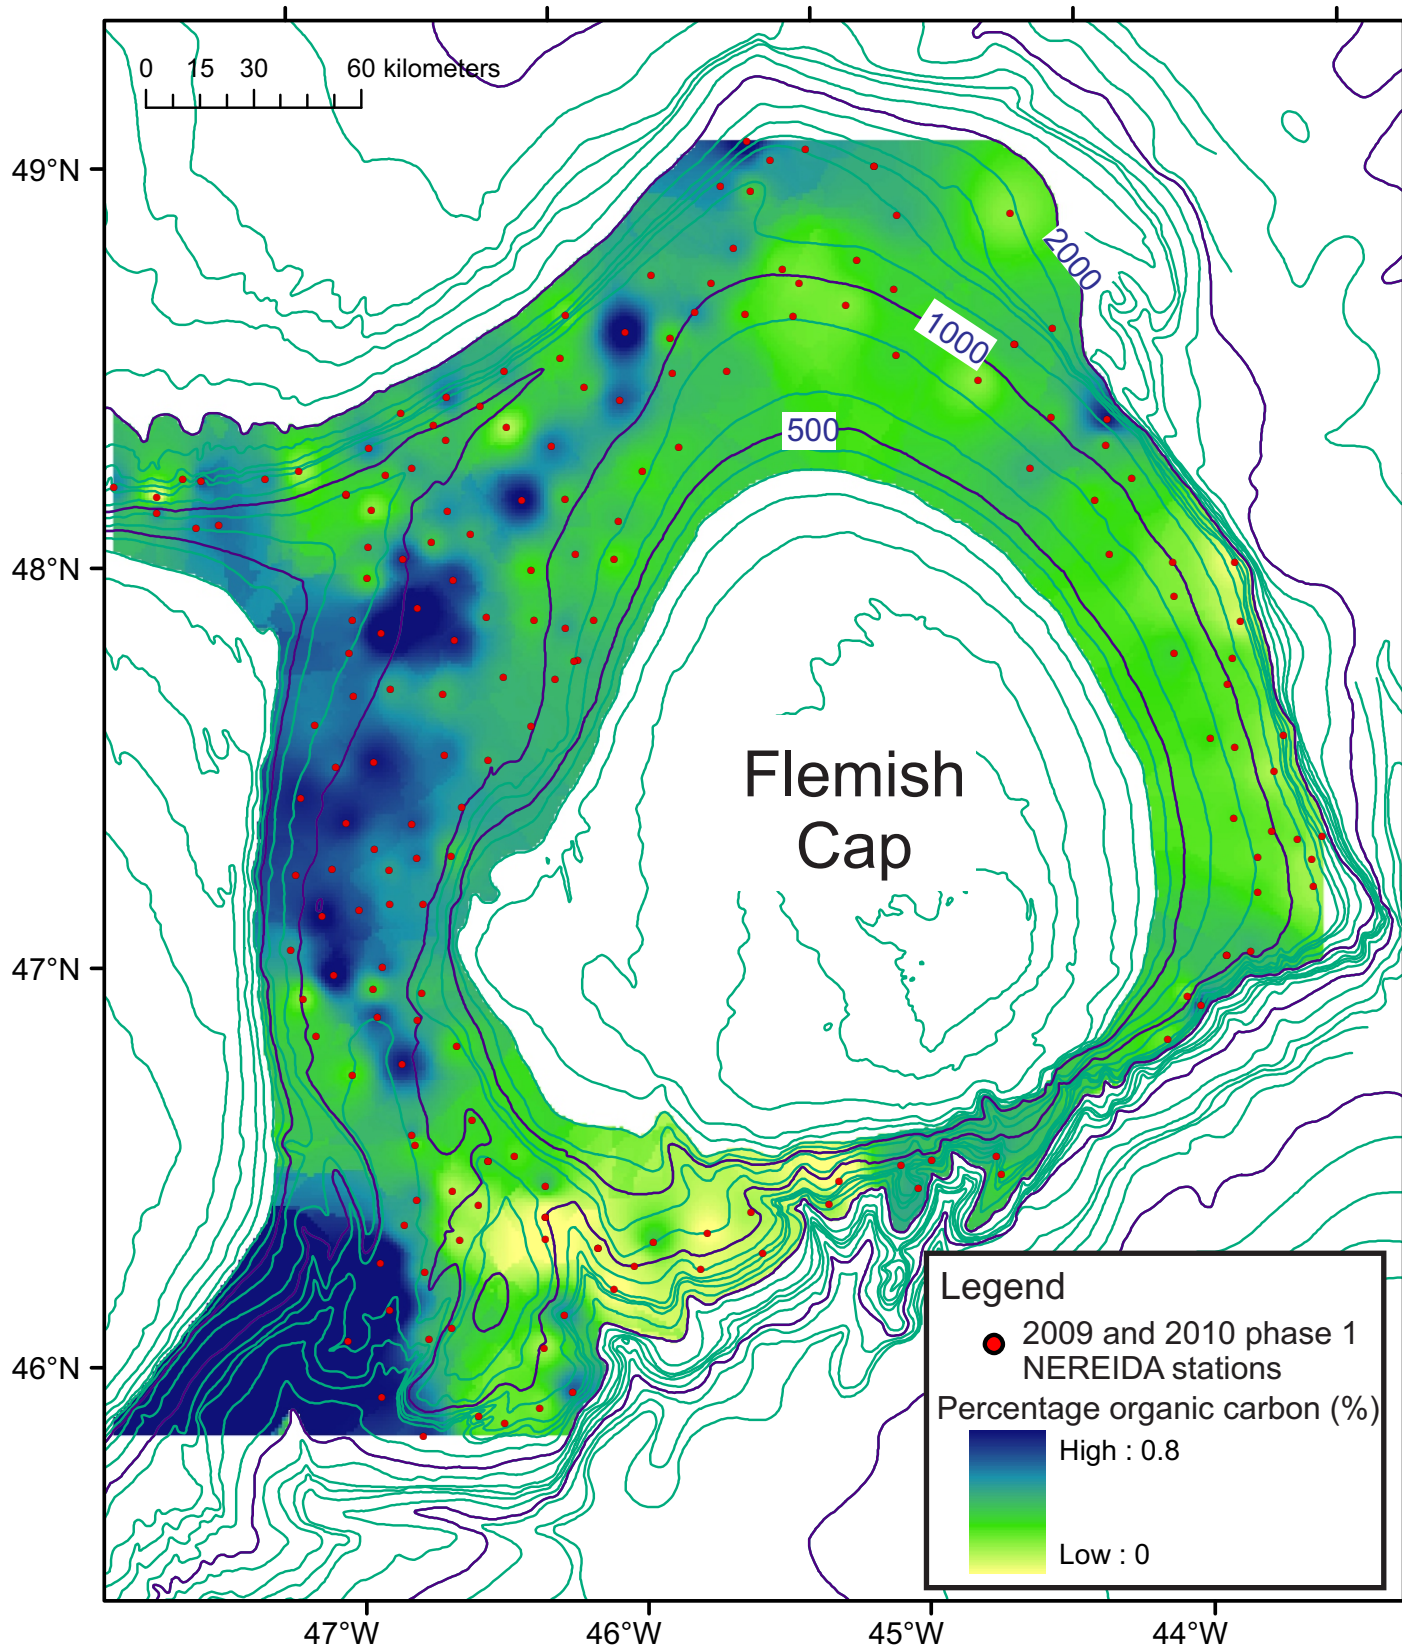 0 15 30 60 kilometers
49°N
2000
1000
500
48°N
Flemish
Cap
47°N
46°N
Legend
2009 and 2010 phase 1
NEREIDA stations
Percentage organic carbon (%)
High : 0.8
Low : 0
47°W 46°W 45°W 44°W